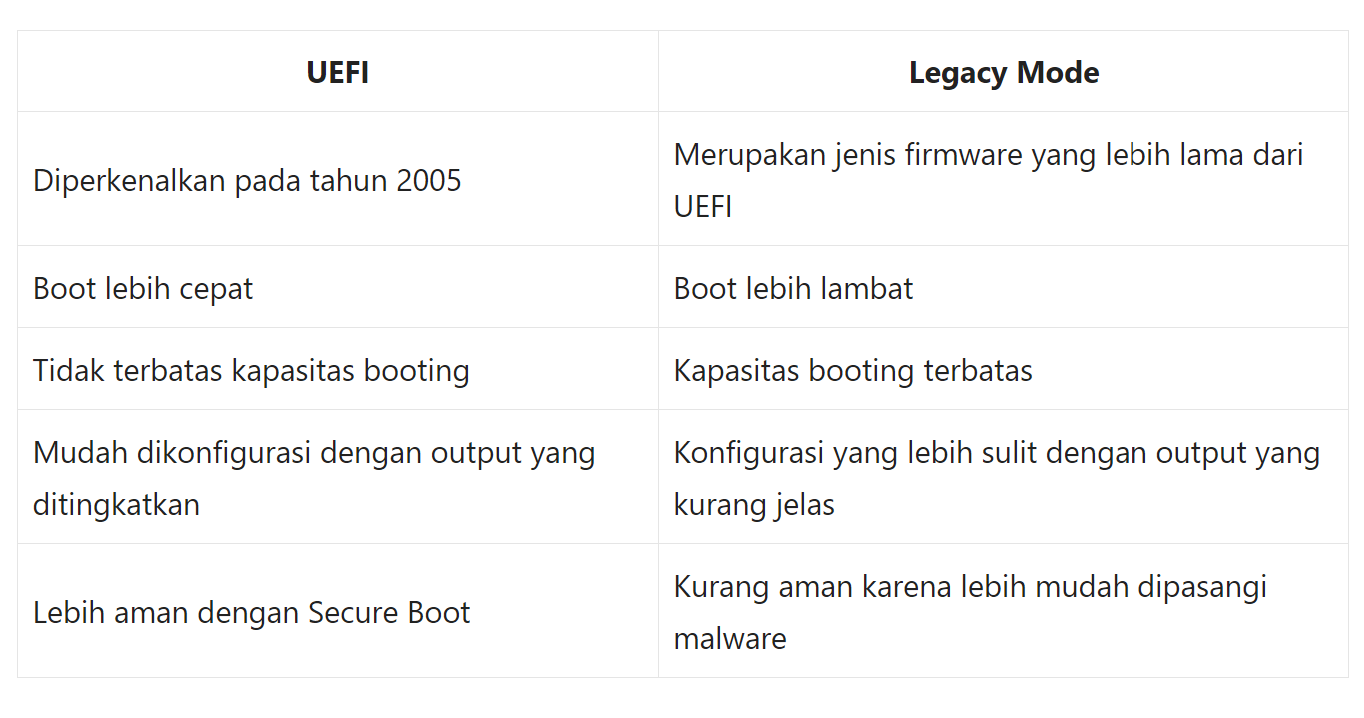 UEFI
Legacy Mode
Diperkenalkan pada tahun 2005
Merupakan jenis firmware yang lebih lama dari
UEFI
Boot lebih cepat
Boot lebih lambat
Tidak terbatas kapasitas booting
Kapasitas booting terbatas
Mudah dikonfigurasi dengan output yang
ditingkatkan
Konfigurasi yang lebih sulit dengan output yang
kurang jelas
Lebih aman dengan Secure Boot
Kurang aman karena lebih mudah dipasangi
malware